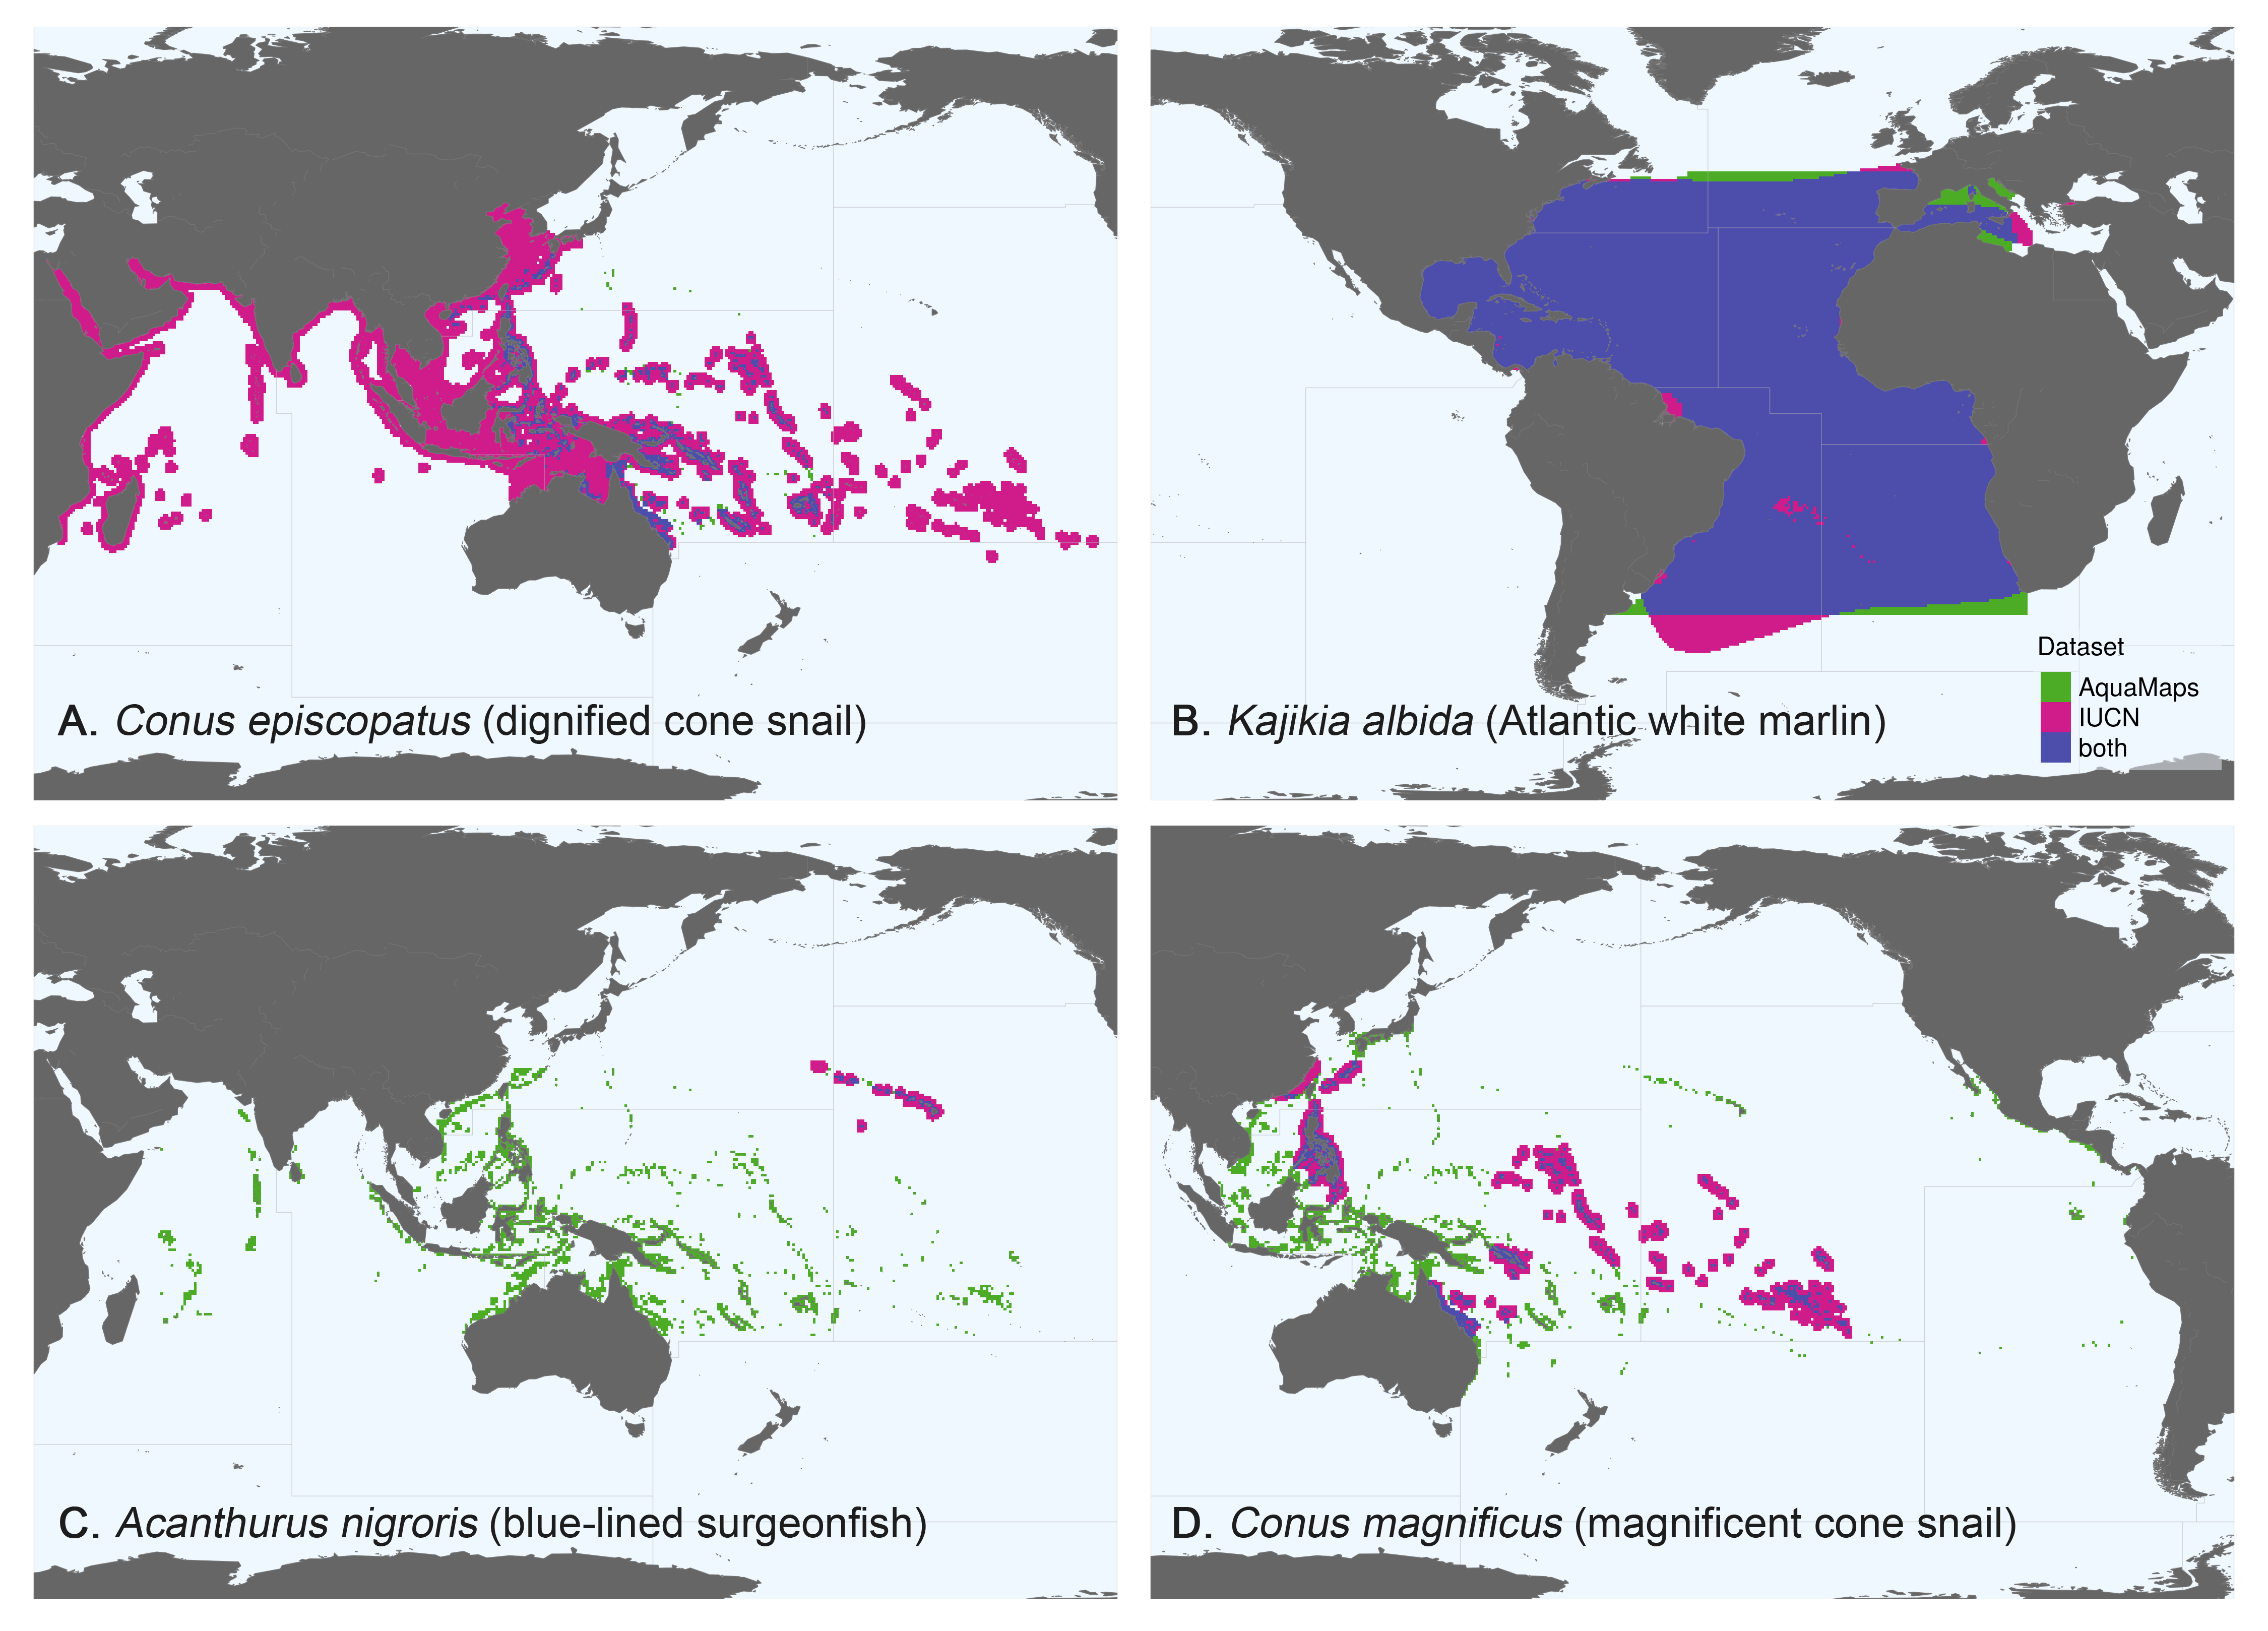 A. Conus episcopatus (dignified cone snail)
B. Kajikia albida (Atlantic white marlin)
Dataset
AquaMaps
IUCN
both
C. Acanthurus nigroris (blue-lined surgeonfish)
D. Conus magnificus (magnificent cone snail)